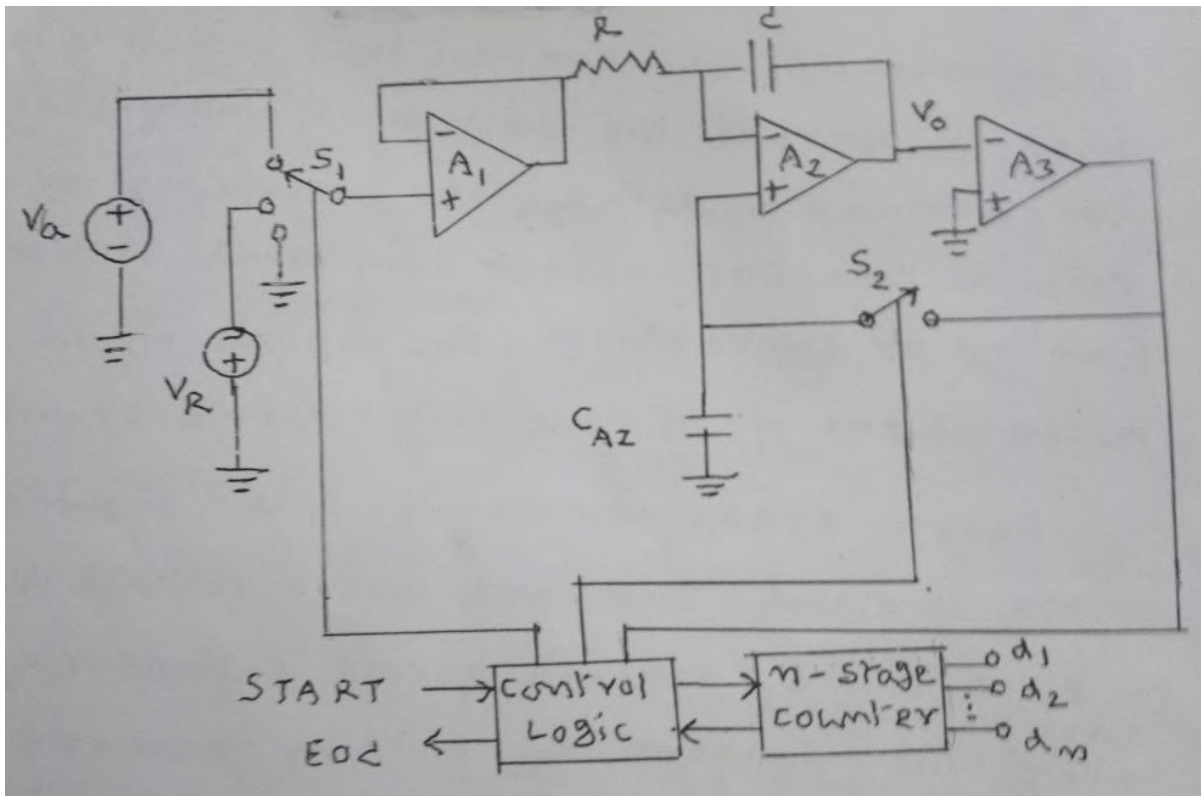 R
C
Va
+
-
S1
-
A1
+
-
A2
+
Vo
-
A3
+
S2
-
+
VR
CAZ
START
EOC
Control
Logic
n-stage
counter
d1
d2
⋮
dn